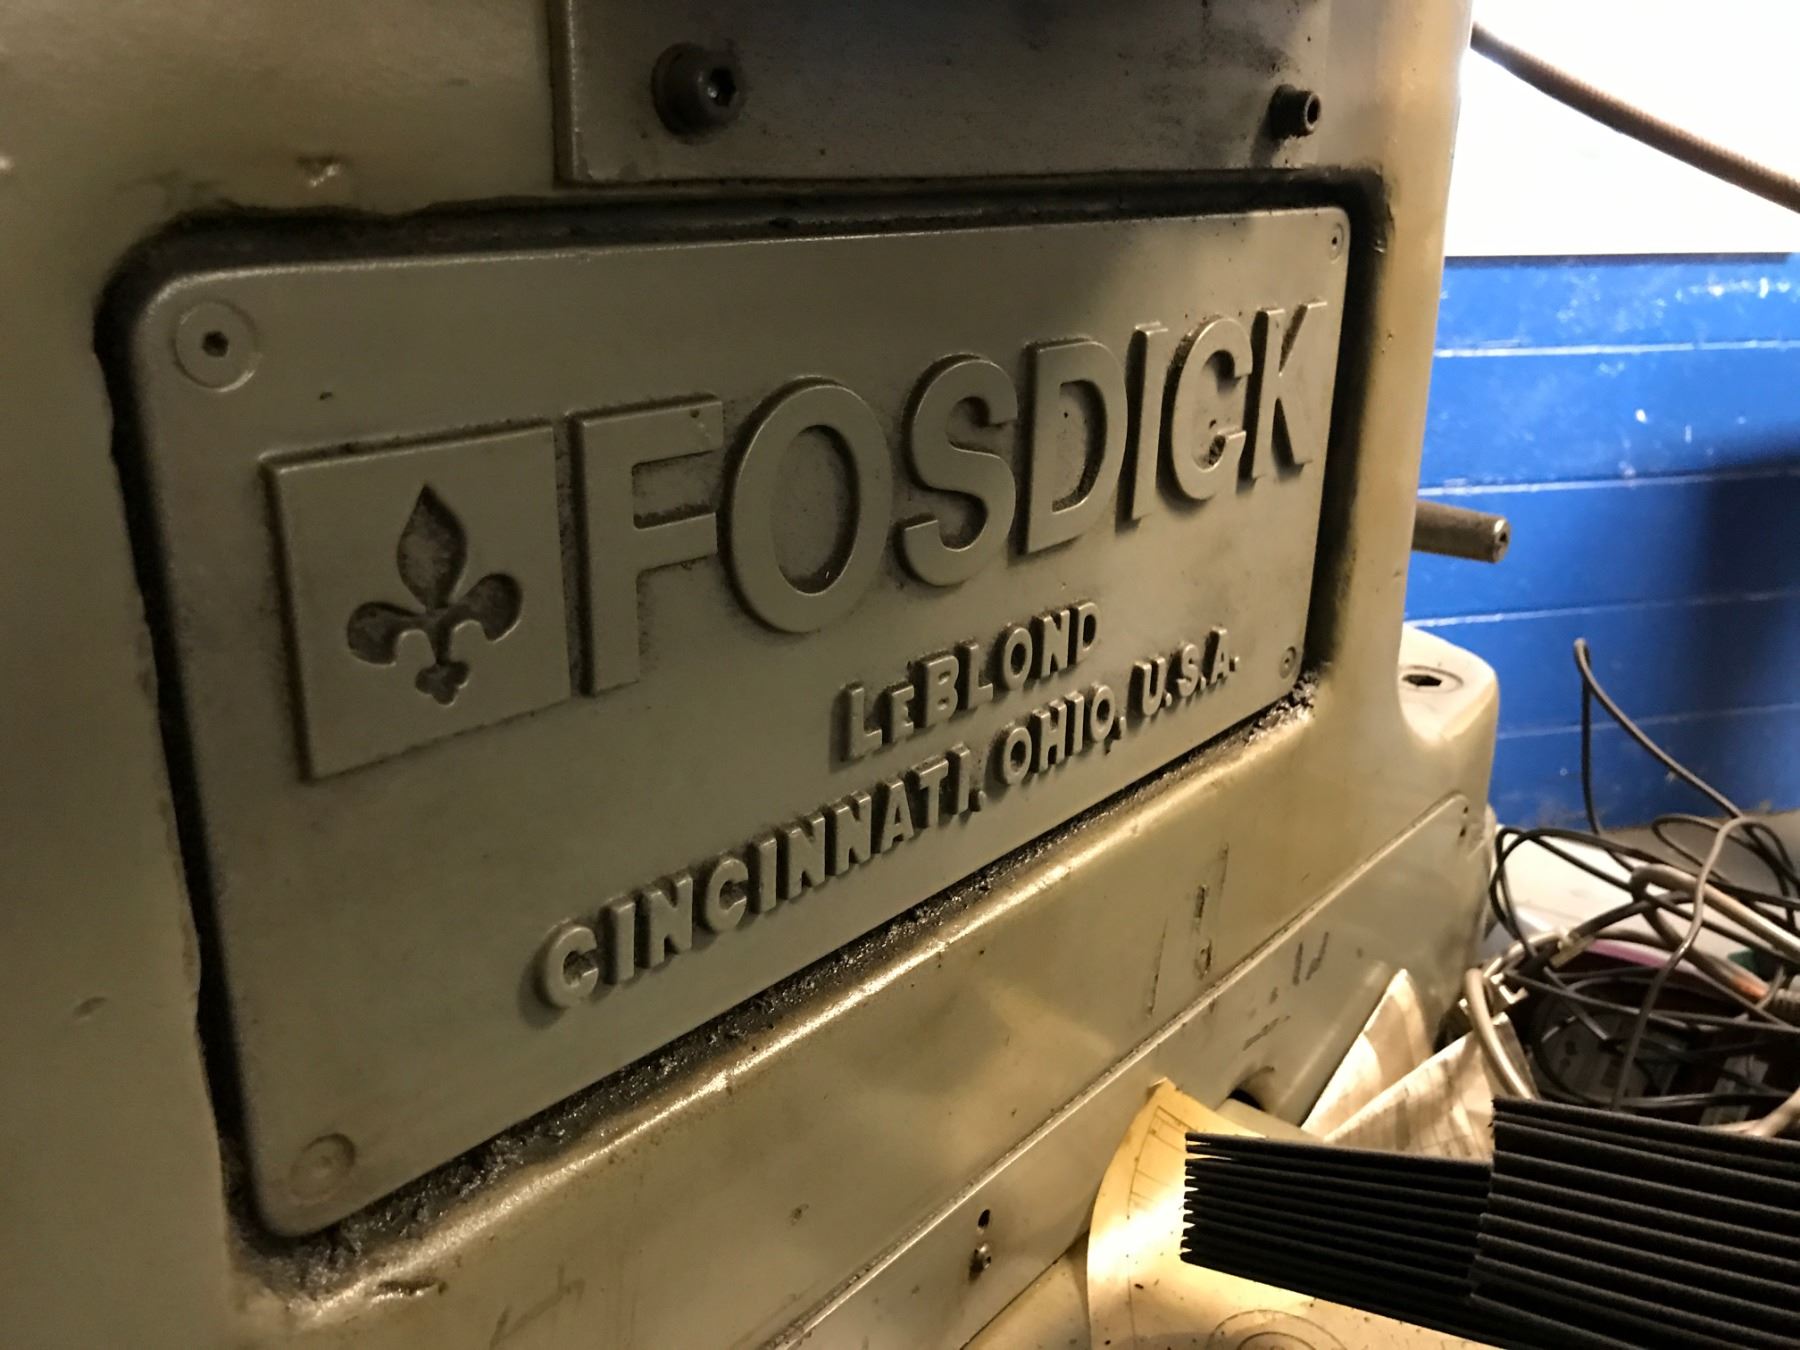 FOSDICK
LEBLOND
CINCINNATI, OHIO, U.S.A.